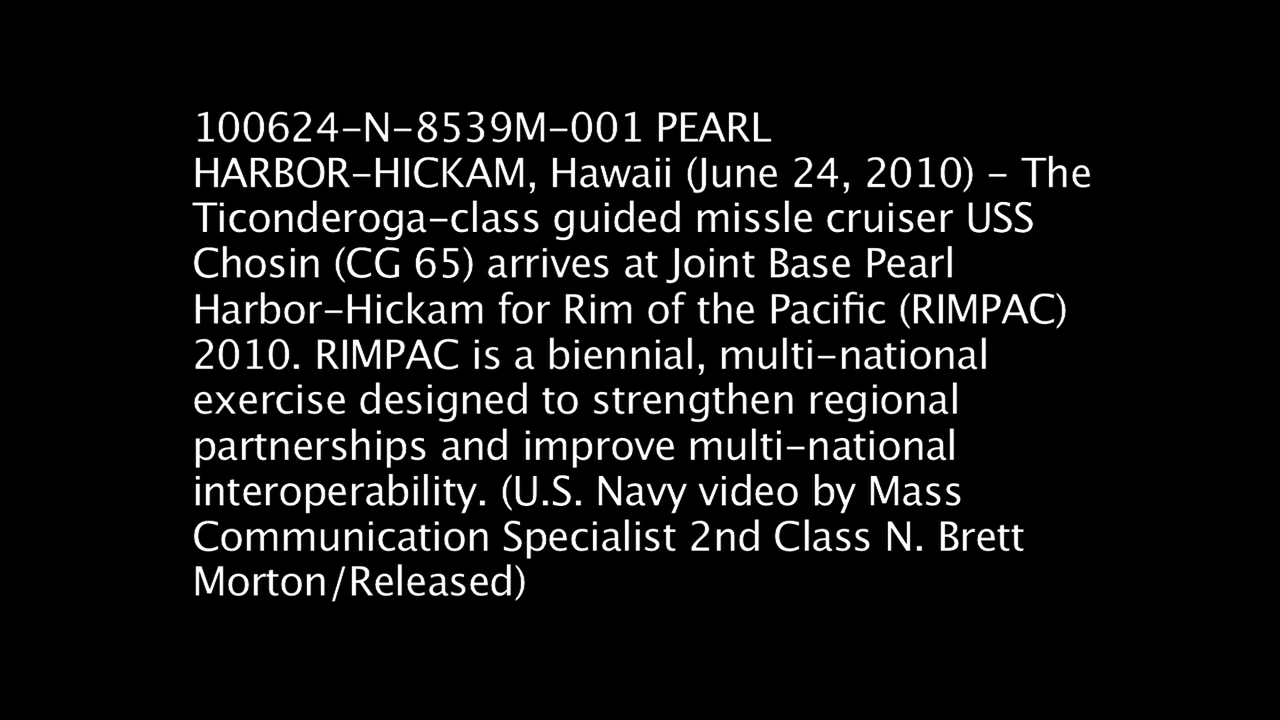 100624-N-8539M-001 PEARL
HARBOR-HICKAM, Hawaii (June 24, 2010) - The
Ticonderoga-class guided missle cruiser USS
Chosin (CG 65) arrives at Joint Base Pearl
Harbor-Hickam for Rim of the Pacific (RIMPAC)
2010. RIMPAC is a biennial, multi-national
exercise designed to strengthen regional
partnerships and improve multi-national
interoperability. (U.S. Navy video by Mass
Communication Specialist 2nd Class N. Brett
Morton/Released)